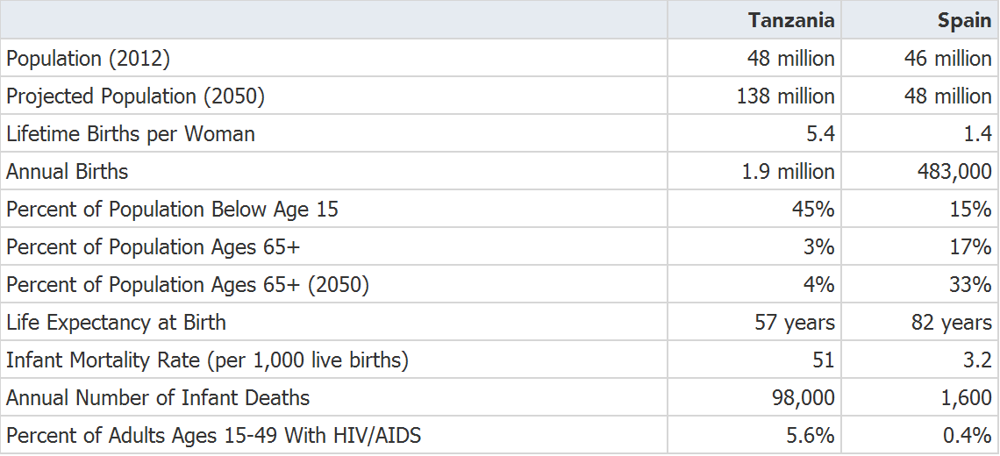 Tanzania Spain
Population (2012) 48 million 46 million
Projected Population (2050) 138 million 48 million
Lifetime Births per Woman 5.4 1.4
Annual Births 1.9 million 483,000
Percent of Population Below Age 15 45% 15%
Percent of Population Ages 65+ 3% 17%
Percent of Population Ages 65+ (2050) 4% 33%
Life Expectancy at Birth 57 years 82 years
Infant Mortality Rate (per 1,000 live births) 51 3.2
Annual Number of Infant Deaths 98,000 1,600
Percent of Adults Ages 15-49 With HIV/AIDS 5.6% 0.4%